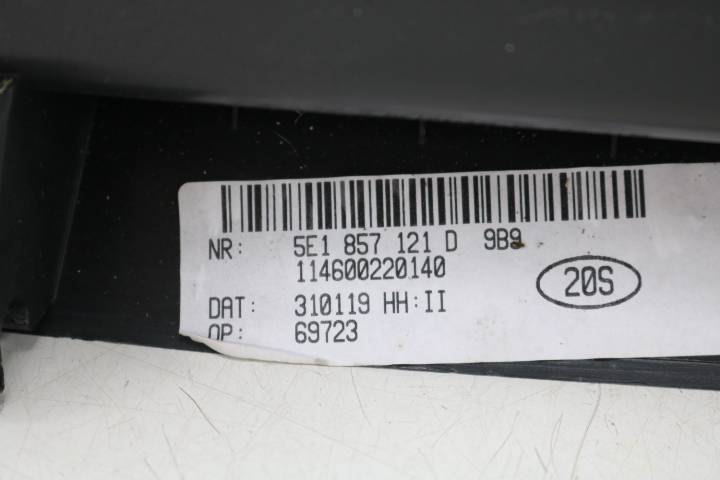 NR: 5E1 857 121 D 9B9
114600220140
20S
DAT: 310119 HH:II
OP: 69723